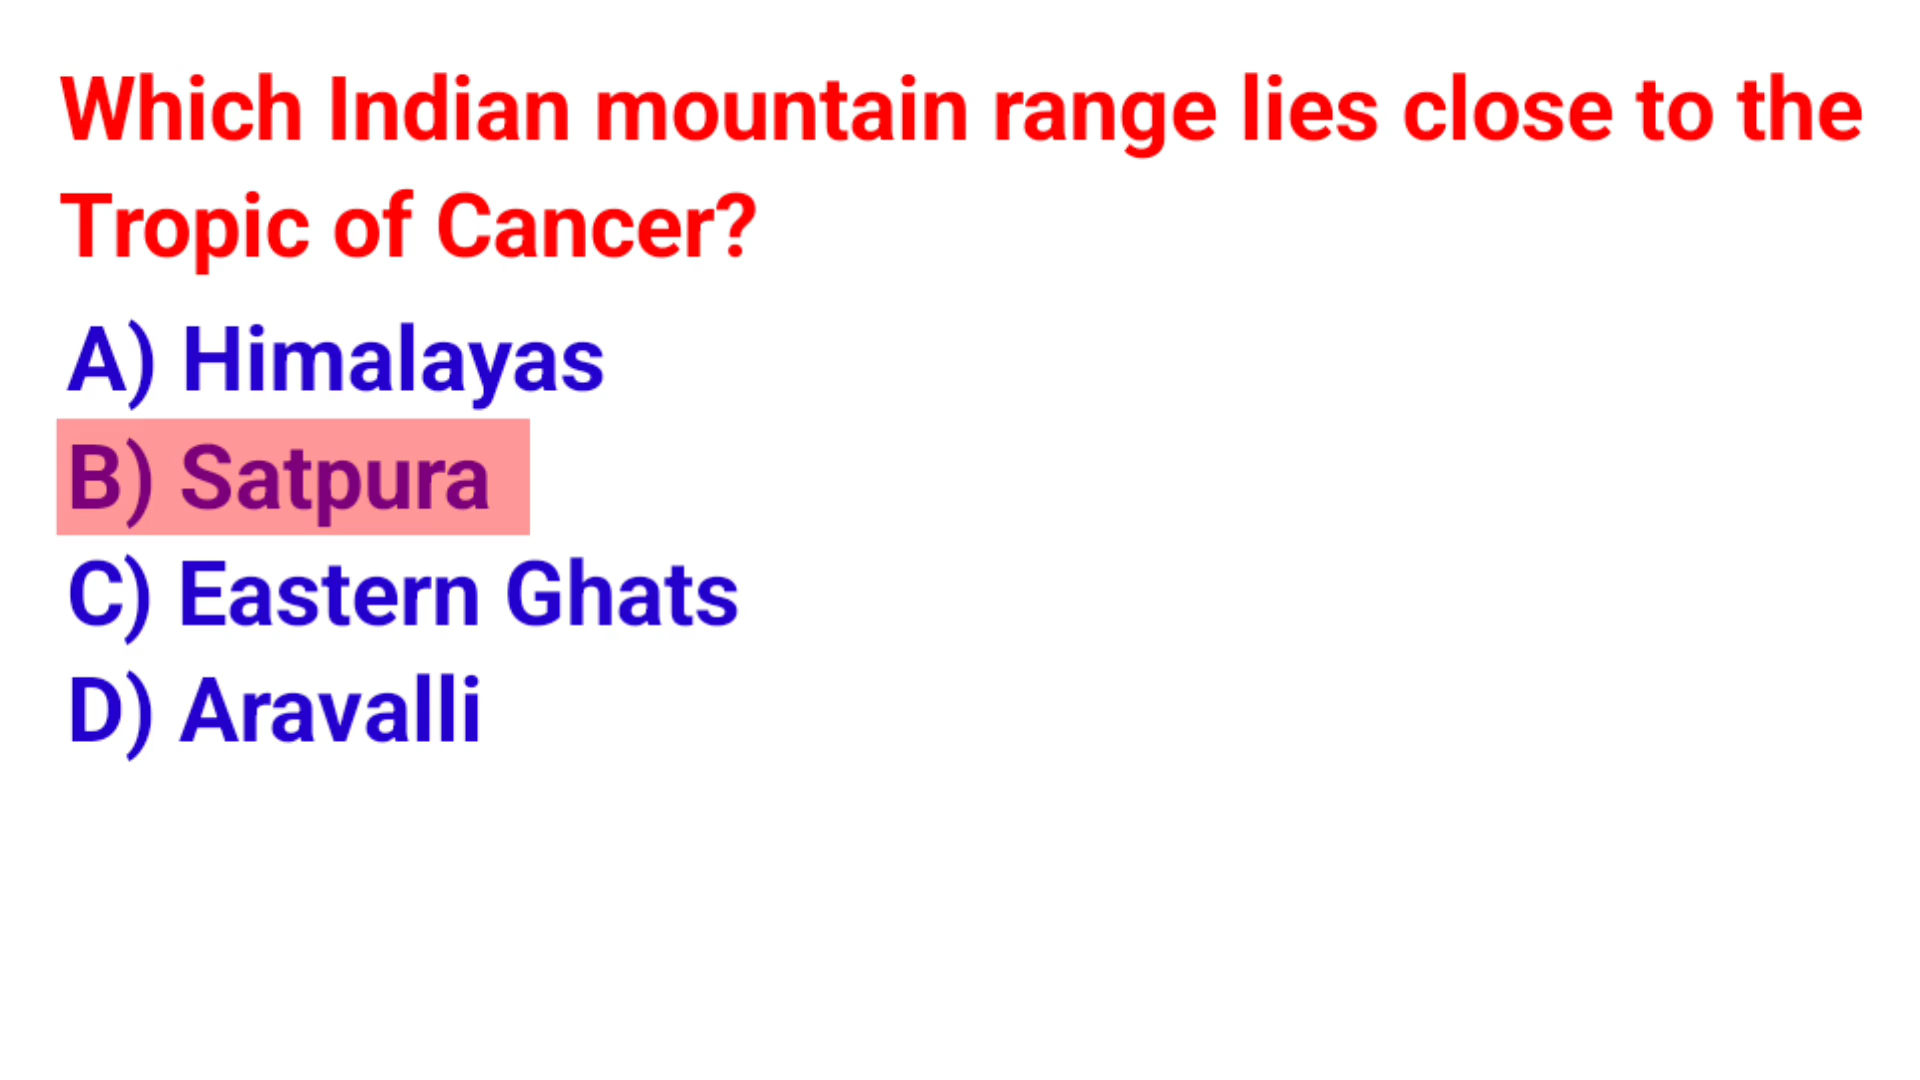 Which Indian mountain range lies close to the
Tropic of Cancer?
A) Himalayas
B) Satpura
C) Eastern Ghats
D) Aravalli